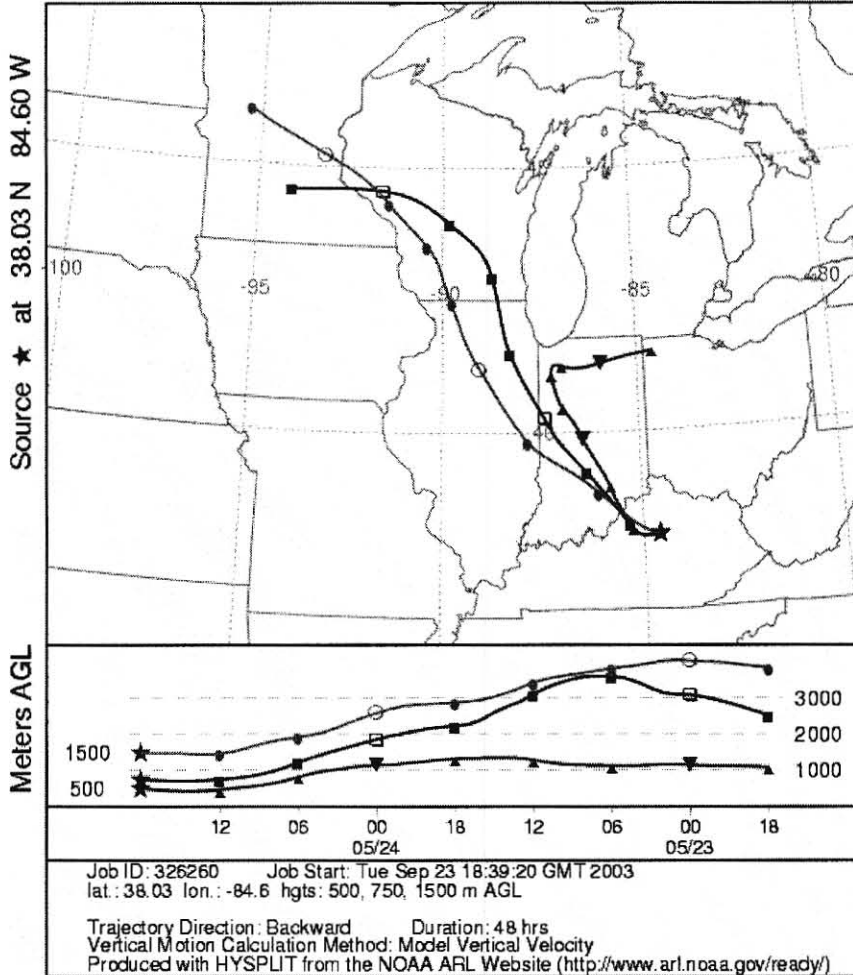 Source ★ at 38.03 N 84.60 W
-100
-95
-90
-85
-80
40
Meters AGL
1500
500
3000
2000
1000
12 06 00 18 12 06 00 18
05/24 05/23
Job ID: 326260 Job Start: Tue Sep 23 18:39:20 GMT 2003
lat.: 38.03 lon.: -84.6 hgts: 500, 750, 1500 m AGL
Trajectory Direction: Backward Duration: 48 hrs
Vertical Motion Calculation Method: Model Vertical Velocity
Produced with HYSPLIT from the NOAA ARL Website (http://www.arl.noaa.gov/ready/)